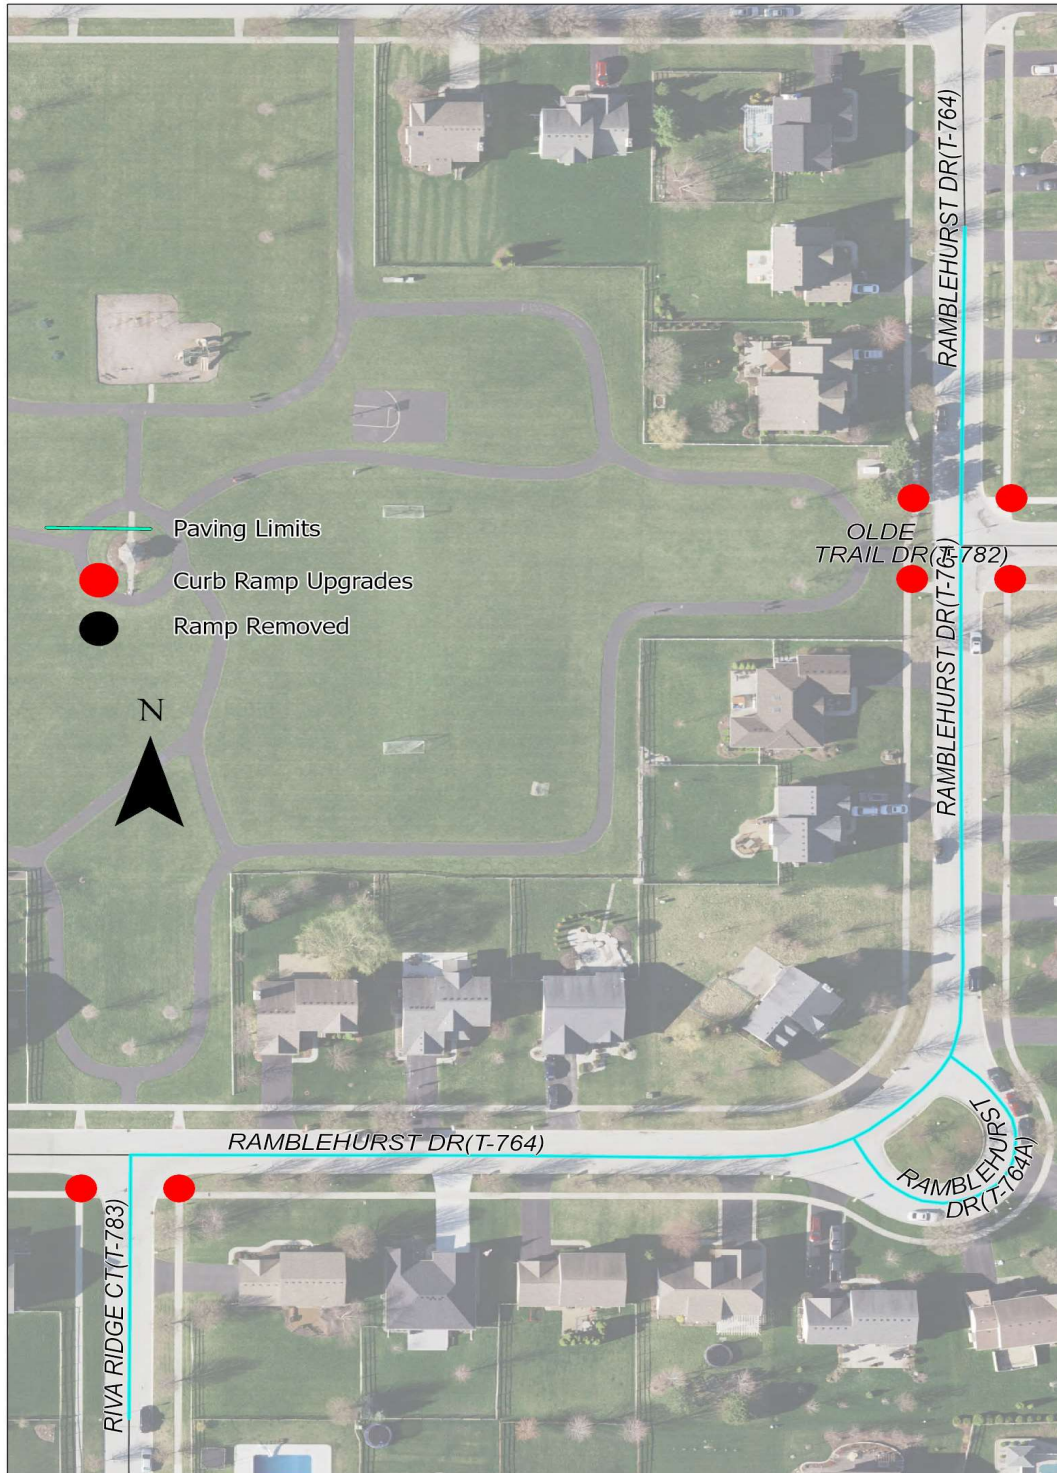 RAMBLEHURST DR(T-764)
OLDE
TRAIL DR(T-782)
Paving Limits
Curb Ramp Upgrades
Ramp Removed
RAMBLEHURST DR(T-764)
N
RAMBLEHURST DR(T-764)
RAMBLEHURST
DR(T-764A)
RIVA RIDGE CT(T-783)